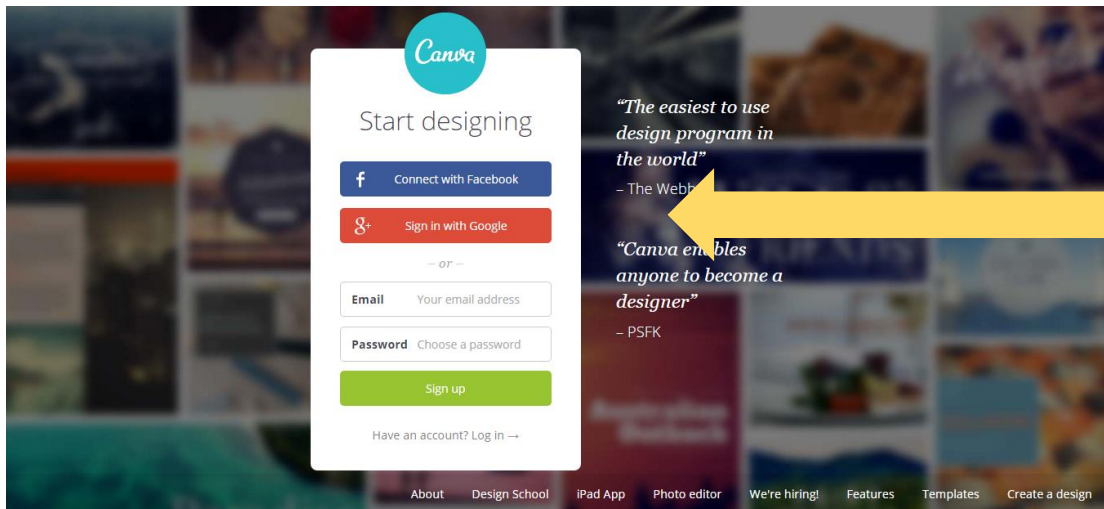 Canva
Start designing
Connect with Facebook
Sign in with Google
– or –
Email Your email address
Password Choose a password
Sign up
Have an account? Log in →
“The easiest to use
design program in
the world”
– The
“Canva enables
anyone to become a
designer”
– PSFK
Australian
Outback
About Design School iPad App Photo editor We're hiring! Features Templates Create a design